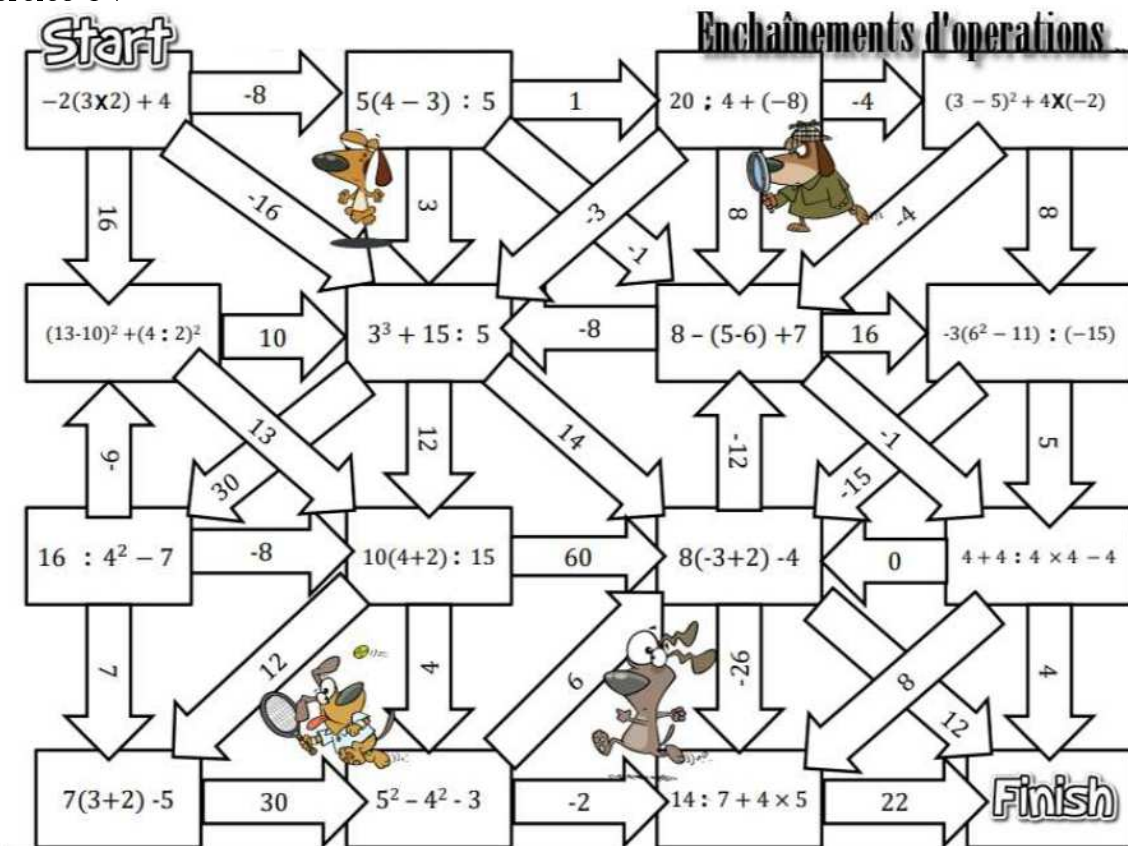 Start
Enchaînements d'operations
−2(3x2) + 4
-8
5(4 − 3) : 5
1
20 : 4 + (−8)
-4
(3 − 5)² + 4X(−2)
16
-16
3
-3
-1
8
-4
8
(13-10)² +(4 : 2)²
10
3³ + 15 : 5
-8
8 – (5-6) +7
16
-3(6² − 11) : (−15)
-6
13
30
12
14
-12
-1
-15
5
16 : 4² − 7
-8
10(4+2) : 15
60
8(-3+2) -4
0
4 + 4 : 4 × 4 − 4
7
12
4
6
-26
8
12
4
7(3+2) -5
30
5² – 4² - 3
-2
14 : 7 + 4 × 5
22
Finish